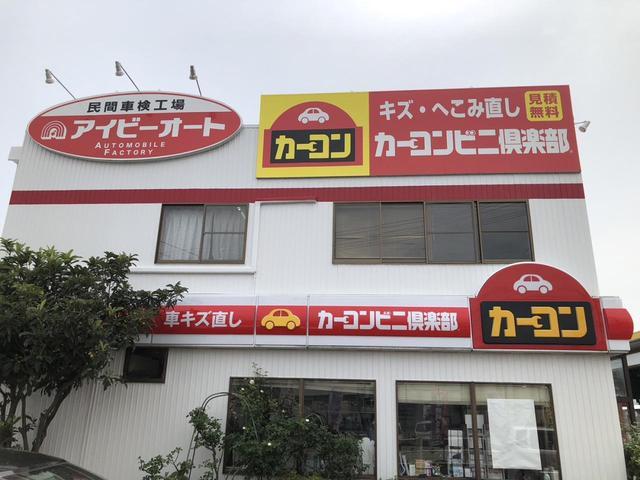 民間車検工場
アイビーオート
AUTOMOBILE
FACTORY
カーコン
キズ・へこみ直し
見積
無料
カーコンビニ倶楽部
車キズ直し
カーコンビニ倶楽部
カーコン